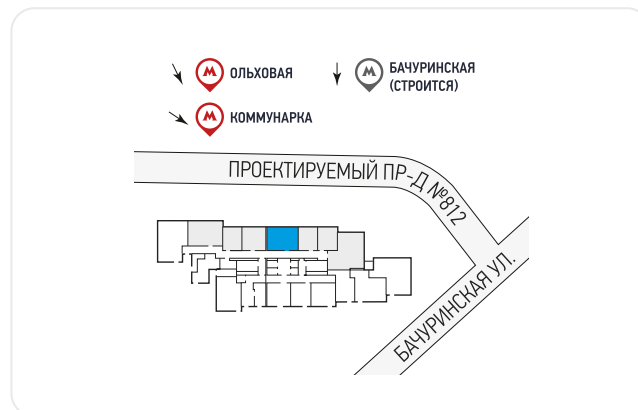 М ОЛЬХОВАЯ
М БАЧУРИНСКАЯ
(СТРОИТСЯ)
М КОММУНАРКА
ПРОЕКТИРУЕМЫЙ ПР-Д №812
БАЧУРИНСКАЯ УЛ.